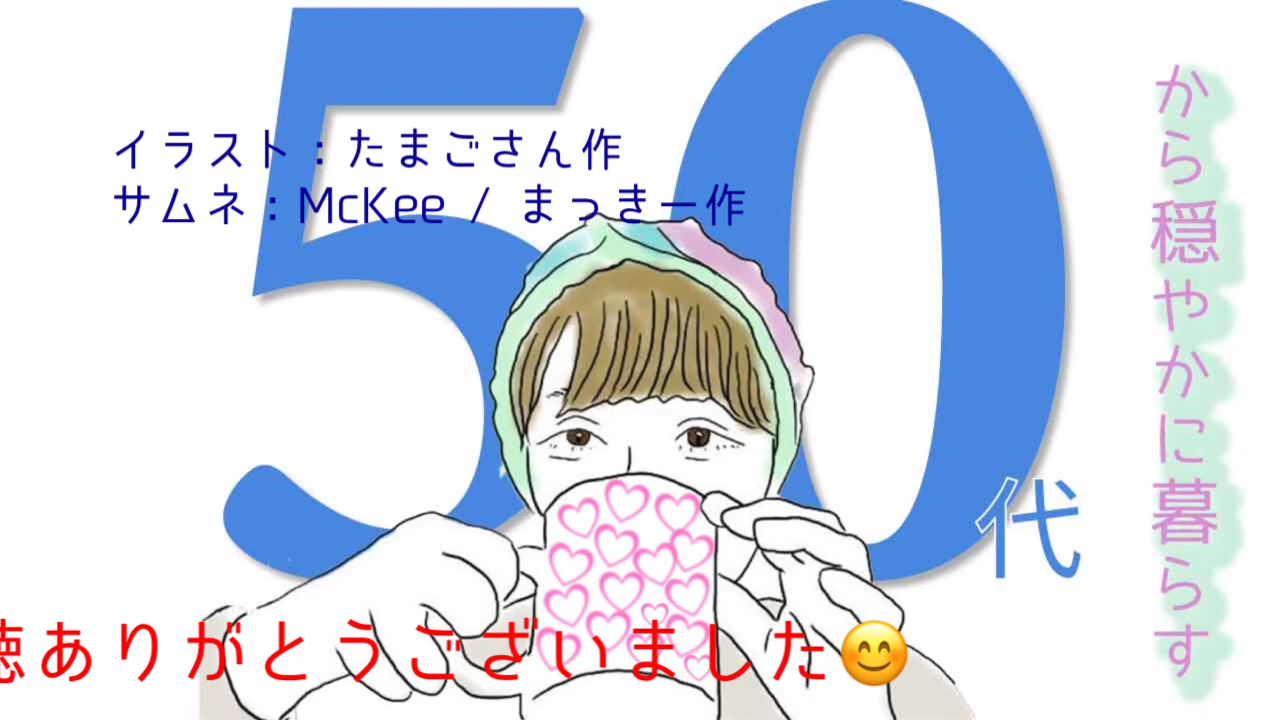 50
代
から穏やかに暮らす
イラスト：たまごさん作
サムネ：McKee / まっきー作
聴ありがとうございました😊